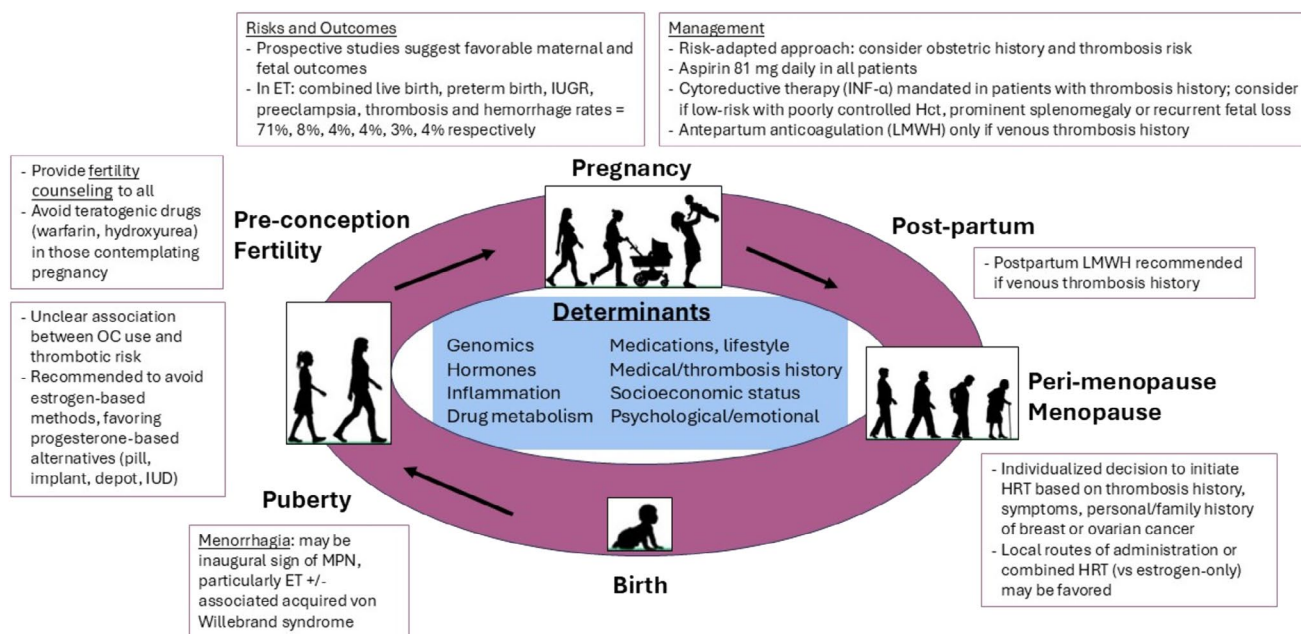 Risks and Outcomes
- Prospective studies suggest favorable maternal and
fetal outcomes
- In ET: combined live birth, preterm birth, IUGR,
preeclampsia, thrombosis and hemorrhage rates =
71%, 8%, 4%, 4%, 3%, 4% respectively
Management
- Risk-adapted approach: consider obstetric history and thrombosis risk
- Aspirin 81 mg daily in all patients
- Cytoreductive therapy (INF-α) mandated in patients with thrombosis history; consider
if low-risk with poorly controlled Hct, prominent splenomegaly or recurrent fetal loss
- Antepartum anticoagulation (LMWH) only if venous thrombosis history
Pregnancy
- Provide fertility
counseling to all
- Avoid teratogenic drugs
(warfarin, hydroxyurea)
in those contemplating
pregnancy
Pre-conception
Fertility
Post-partum
- Postpartum LMWH recommended
if venous thrombosis history
- Unclear association
between OC use and
thrombotic risk
- Recommended to avoid
estrogen-based
methods, favoring
progesterone-based
alternatives (pill,
implant, depot, IUD)
Determinants
Genomics
Hormones
Inflammation
Drug metabolism
Medications, lifestyle
Medical/thrombosis history
Socioeconomic status
Psychological/emotional
Peri-menopause
Menopause
- Individualized decision to initiate
HRT based on thrombosis history,
symptoms, personal/family history
of breast or ovarian cancer
- Local routes of administration or
combined HRT (vs estrogen-only)
may be favored
Puberty
Menorrhagia: may be
inaugural sign of MPN,
particularly ET +/-
associated acquired von
Willebrand syndrome
Birth